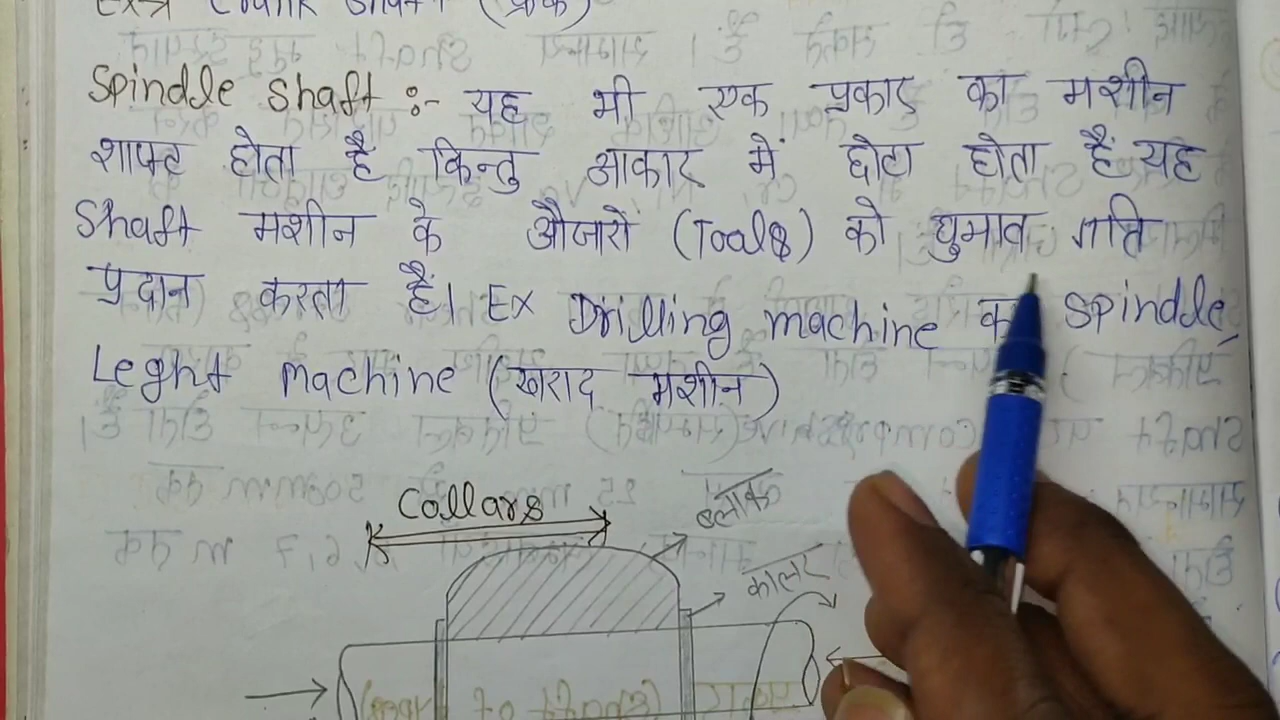 Spindle Shaft :- यह भी एक प्रकार का मशीन
शाफ्ट होता है किन्तु आकार में छोटा होता हैं यह
Shaft मशीन के औजारों (Tools) को घुमाव गति
प्रदान करता हैं। Ex Drilling machine का Spindle,
Leght machine (खराद मशीन)
Collars
ब्लॉक
कालर